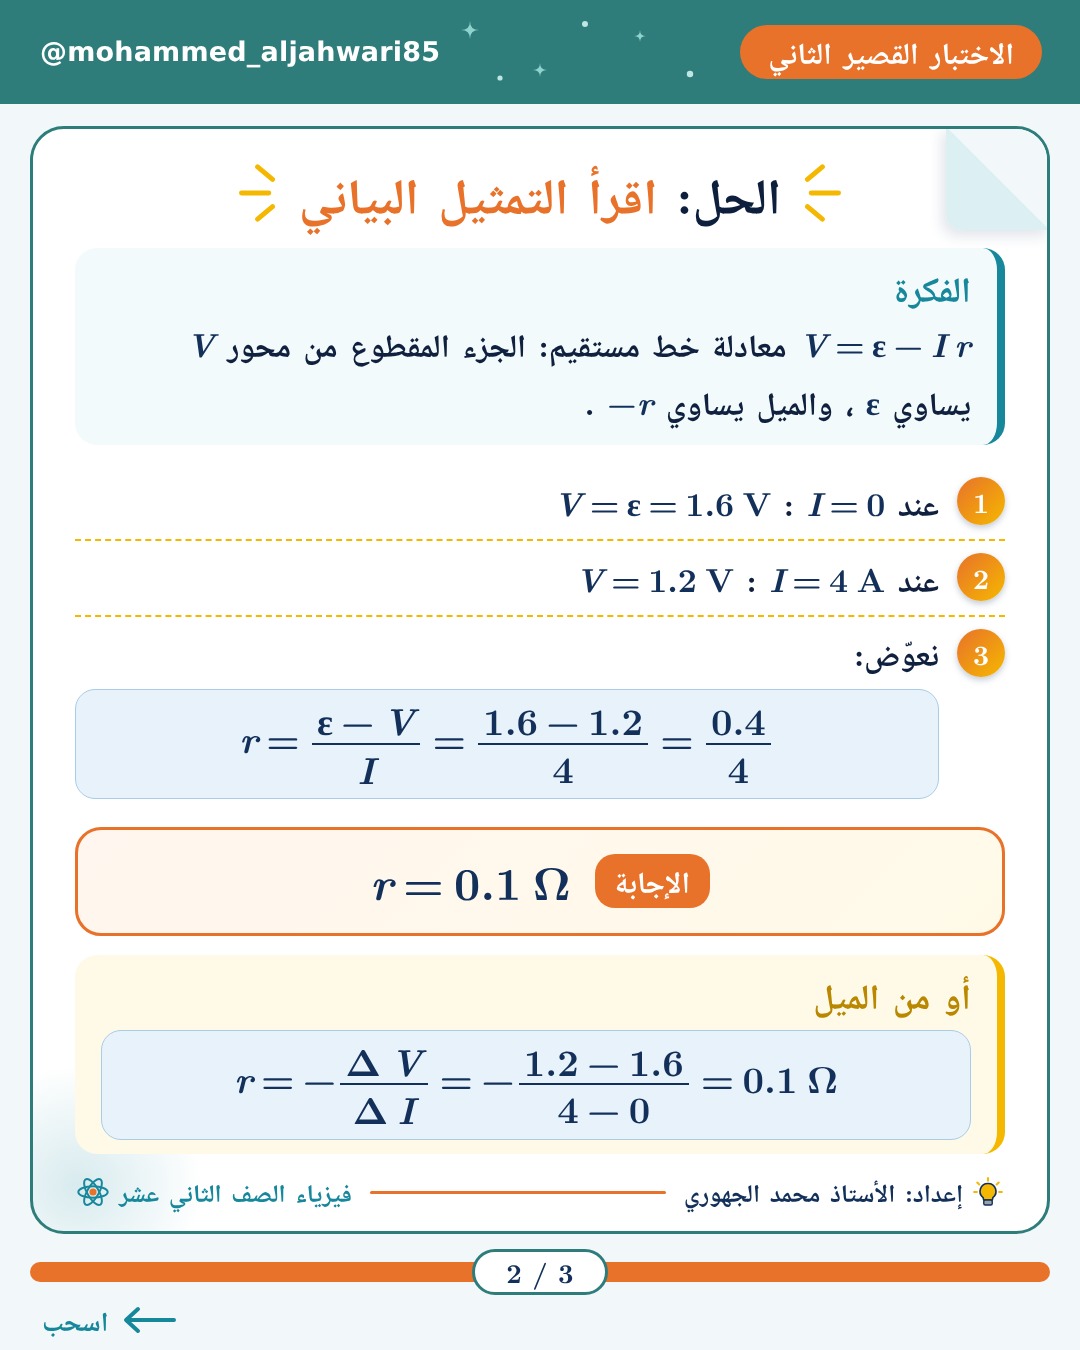 @mohammed_aljahwari85
الاختبار القصير الثاني
الحل: اقرأ التمثيل البياني
الفكرة
V = ε − I r معادلة خط مستقيم: الجزء المقطوع من محور V
يساوي ε ، والميل يساوي −r .
1 عند I = 0 : V = ε = 1.6 V
2 عند I = 4 A : V = 1.2 V
3 نعوّض:
r = (ε − V)/I = (1.6 − 1.2)/4 = 0.4/4
الإجابة r = 0.1 Ω
أو من الميل
r = −(Δ V)/(Δ I) = −(1.2 − 1.6)/(4 − 0) = 0.1 Ω
إعداد: الأستاذ محمد الجهوري
فيزياء الصف الثاني عشر
2 / 3
اسحب